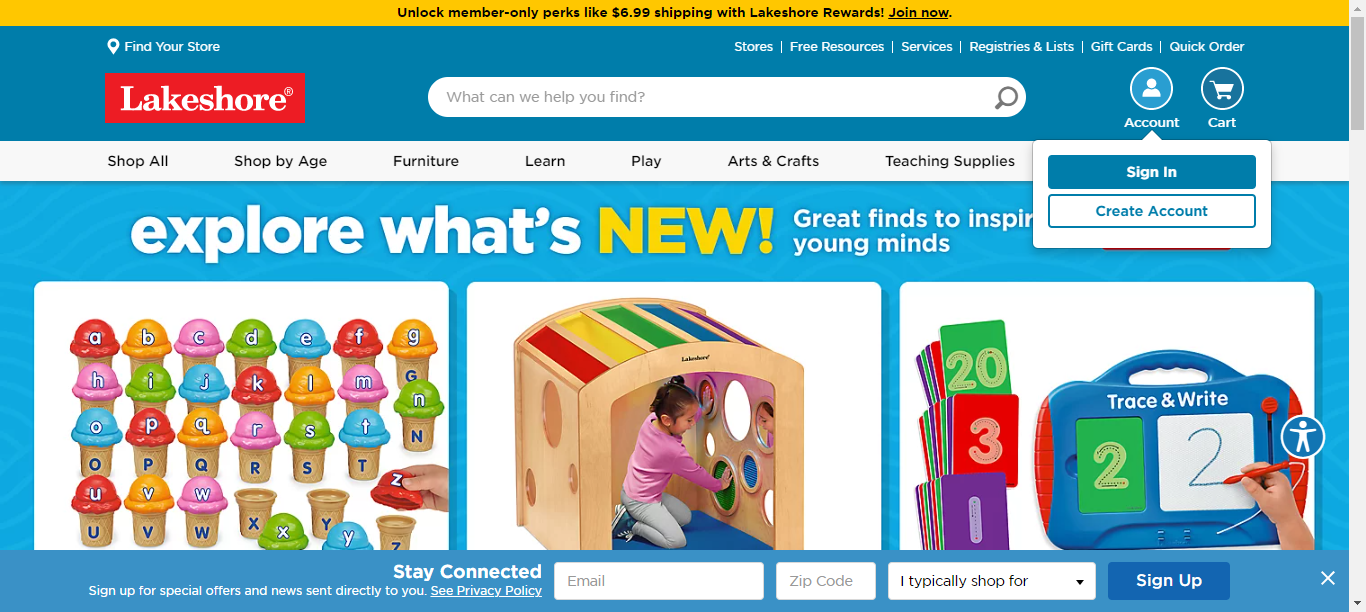 Unlock member-only perks like $6.99 shipping with Lakeshore Rewards! Join now.
Find Your Store
Stores | Free Resources | Services | Registries & Lists | Gift Cards | Quick Order
Lakeshore®
What can we help you find?
Account
Cart
Shop All
Shop by Age
Furniture
Learn
Play
Arts & Crafts
Teaching Supplies
Sign In
Create Account
explore what's NEW!
Great finds to inspir
young minds
a b c d e f g
G
h i j k l m n
N
o p q r s t
O P Q R S T
u v w z
U V W X Y
x y
Z
Lakeshore
20
3
1
Trace & Write
2
2
Stay Connected
Sign up for special offers and news sent directly to you. See Privacy Policy
Email
Zip Code
I typically shop for
Sign Up